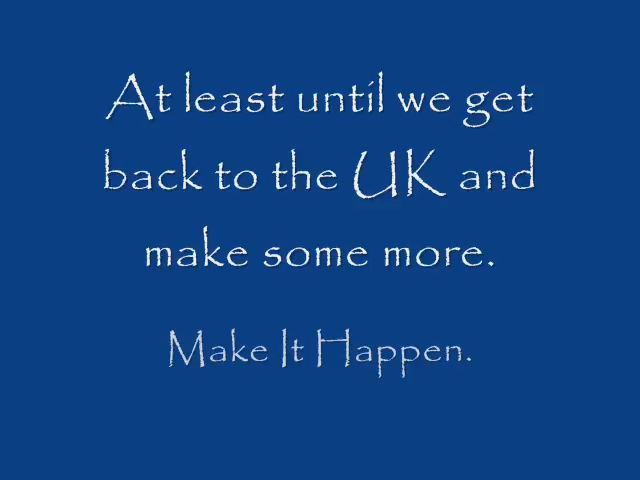 At least until we get
back to the UK and
make some more.
Make It Happen.